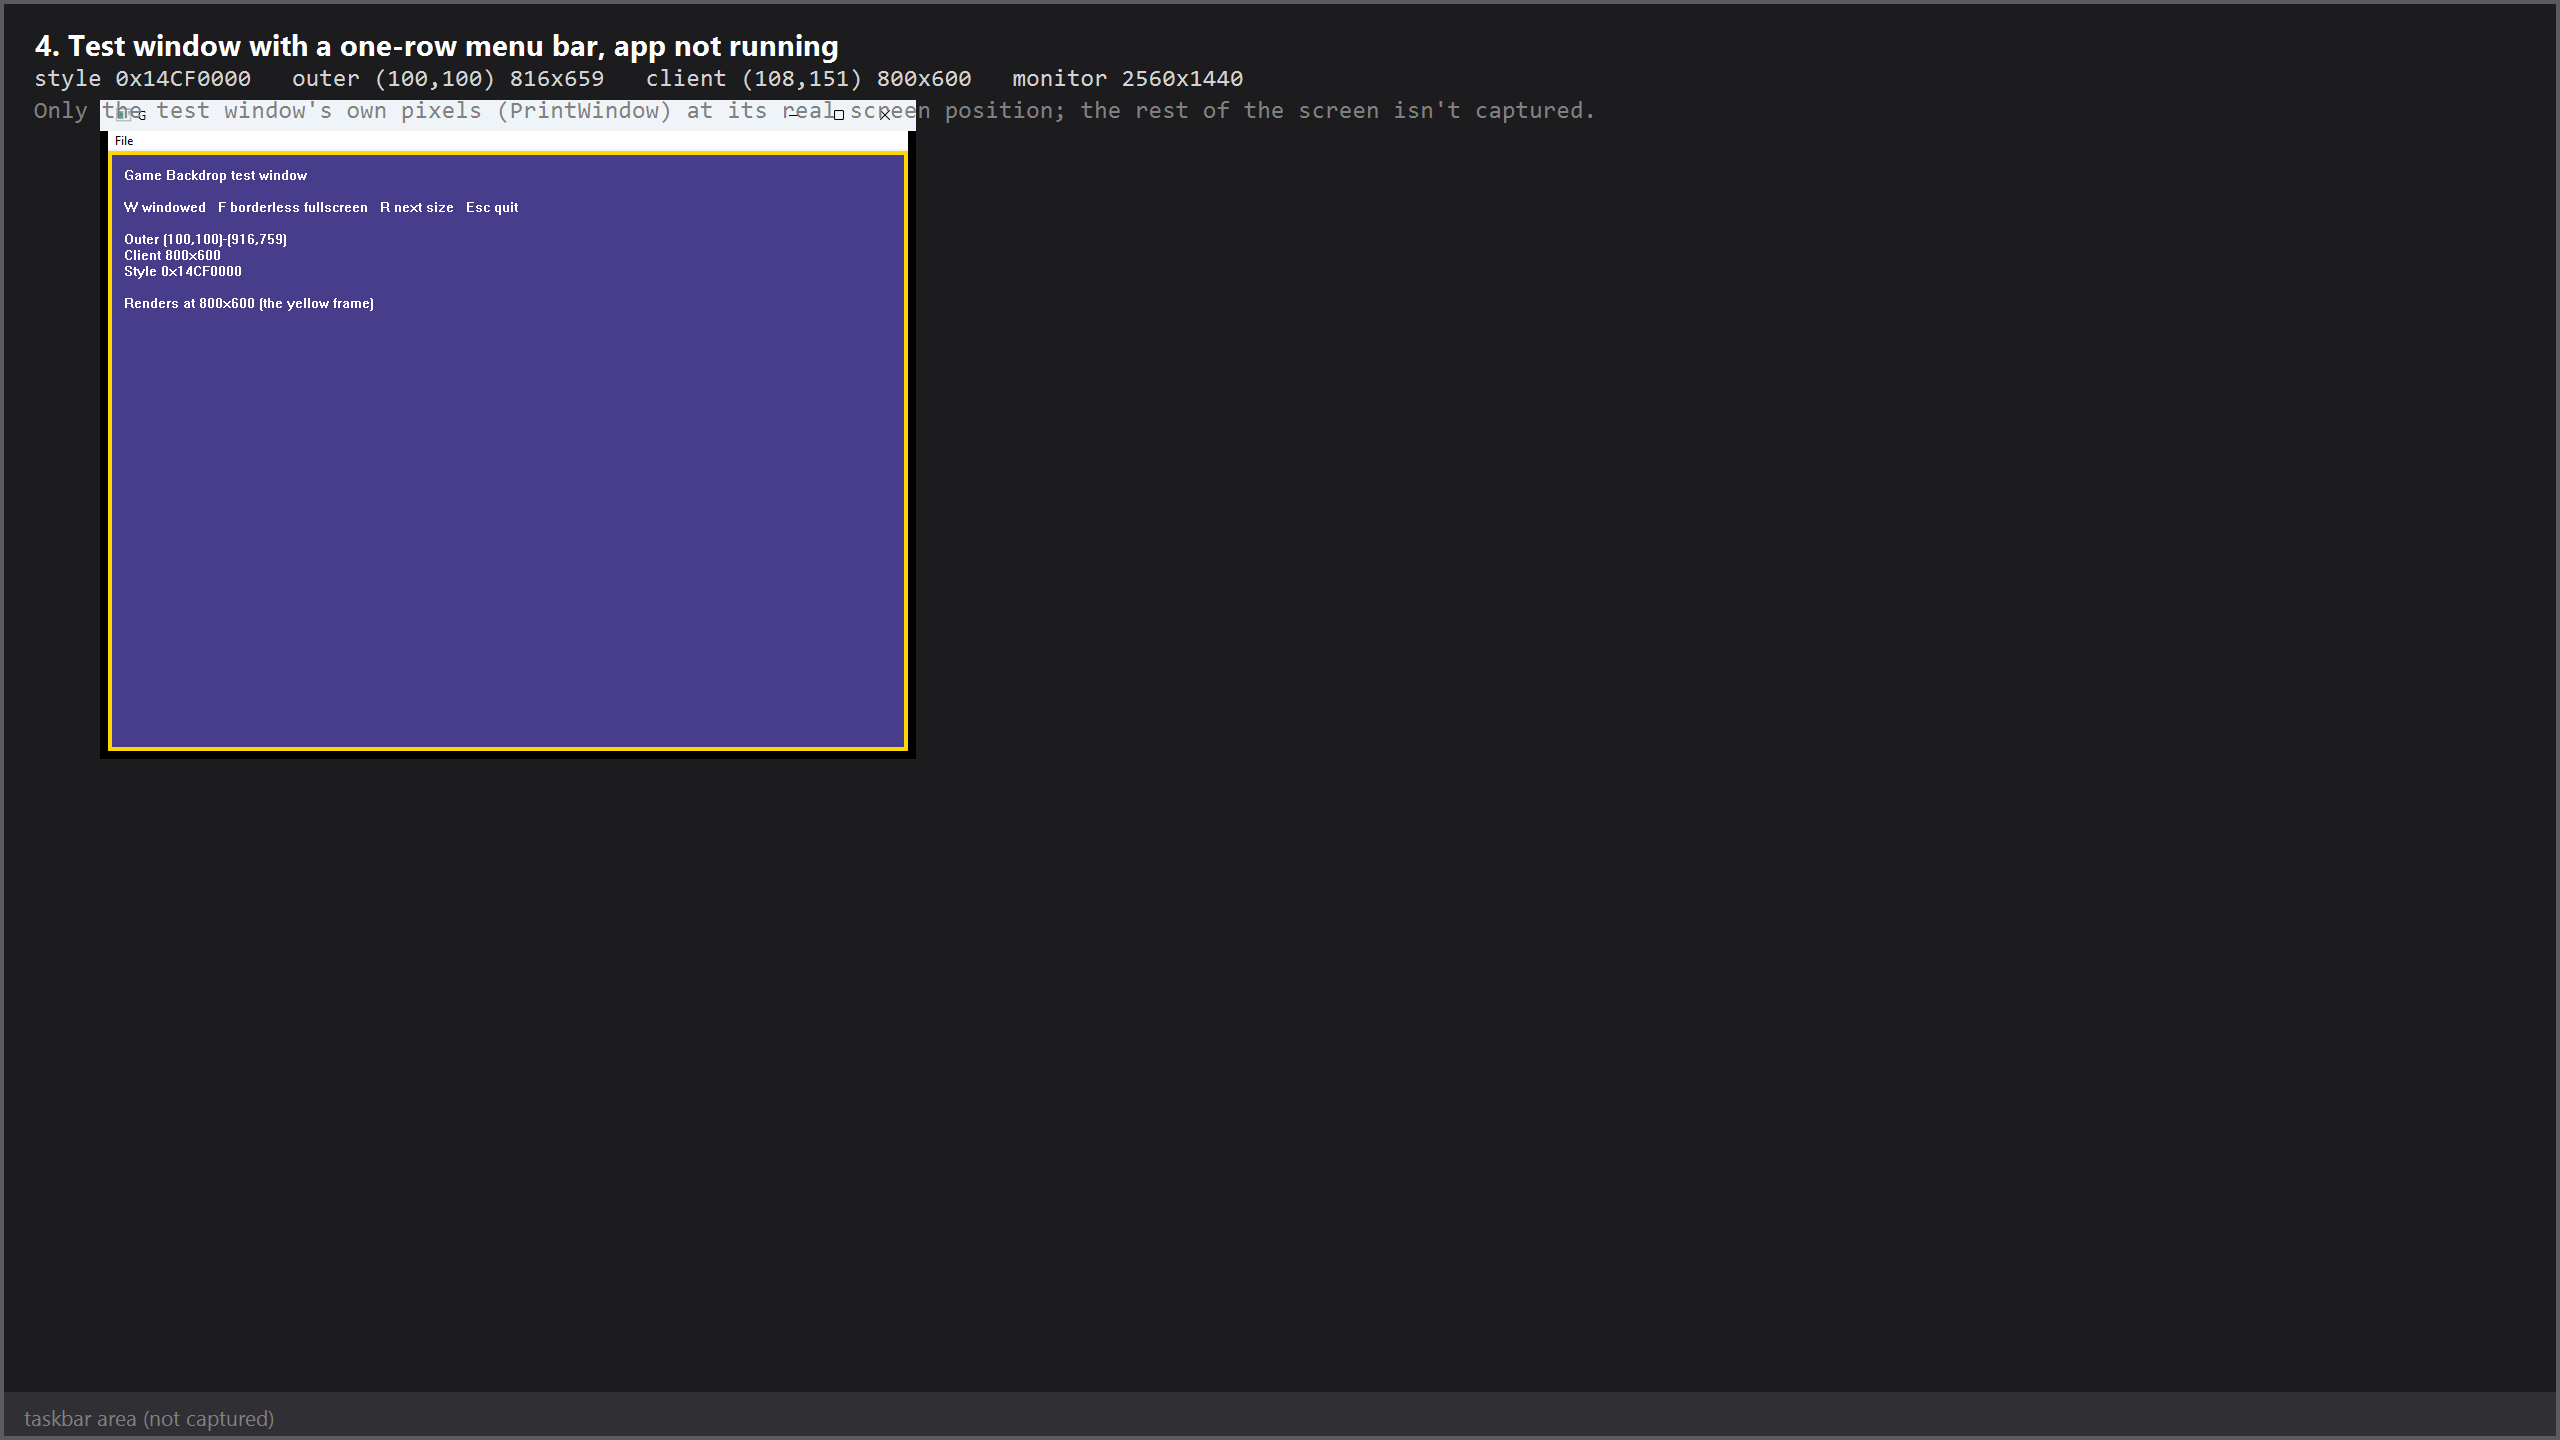 4. Test window with a one-row menu bar, app not running
style 0x14CF0000   outer (100,100) 816x659   client (108,151) 800x600   monitor 2560x1440
Only the test window's own pixels (PrintWindow) at its real screen position; the rest of the screen isn't captured.
G
File
Game Backdrop test window
W windowed   F borderless fullscreen   R next size   Esc quit
Outer (100,100)-(916,759)
Client 800x600
Style 0x14CF0000
Renders at 800x600 (the yellow frame)
taskbar area (not captured)